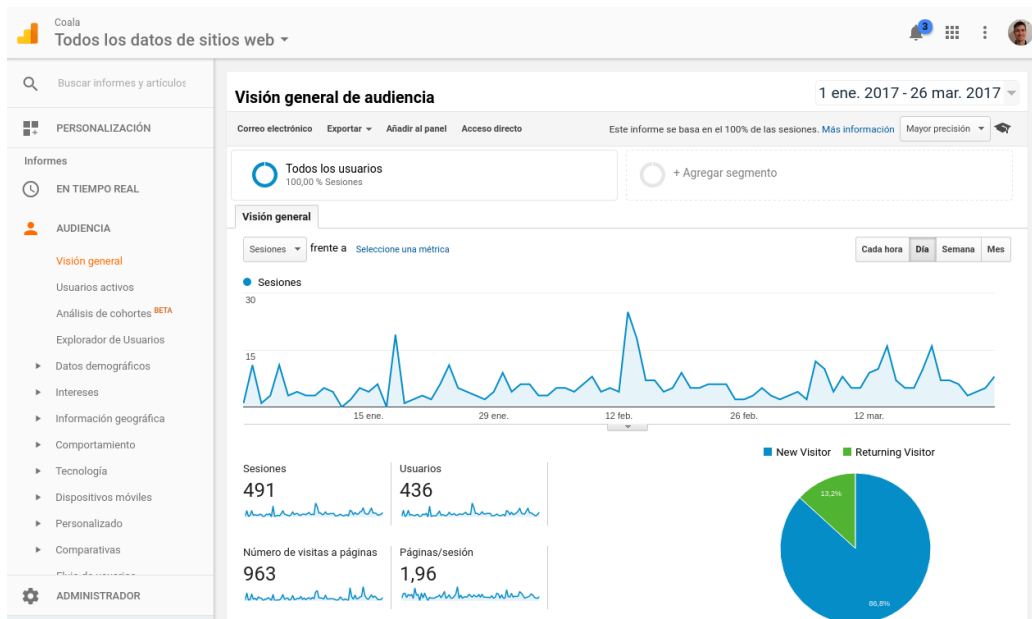 Coala
Todos los datos de sitios web
3
Buscar informes y artículos
PERSONALIZACIÓN
Informes
EN TIEMPO REAL
AUDIENCIA
Visión general
Usuarios activos
Análisis de cohortes BETA
Explorador de Usuarios
Datos demográficos
Intereses
Información geográfica
Comportamiento
Tecnología
Dispositivos móviles
Personalizado
Comparativas
ADMINISTRADOR
Visión general de audiencia
1 ene. 2017 - 26 mar. 2017
Correo electrónico Exportar Añadir al panel Acceso directo
Este informe se basa en el 100% de las sesiones. Más información Mayor precisión
Todos los usuarios
100,00 % Sesiones
+ Agregar segmento
Visión general
Sesiones frente a Seleccione una métrica
Cada hora Día Semana Mes
Sesiones
30
15
15 ene. 29 ene. 12 feb. 26 feb. 12 mar.
New Visitor Returning Visitor
Sesiones
491
Usuarios
436
Número de visitas a páginas
963
Páginas/sesión
1,96
13,2%
86,8%